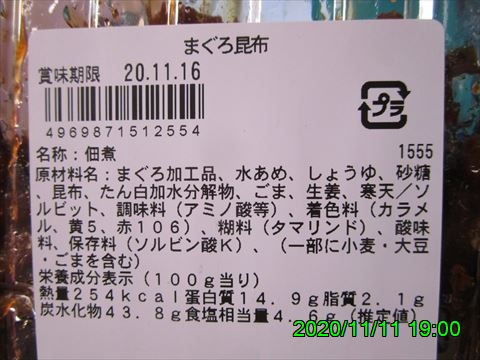 まぐろ昆布
賞味期限 20.11.16
プラ
4969871512554
名称:佃煮 1555
原材料名:まぐろ加工品、水あめ、しょうゆ、砂糖
、昆布、たん白加水分解物、ごま、生姜、寒天/ソ
ルビット、調味料(アミノ酸等)、着色料(カラメ
ル、黄5、赤106)、糊料(タマリンド)、酸味
料、保存料(ソルビン酸K)、(一部に小麦・大豆
・ごまを含む)
栄養成分表示(100g当り)
熱量254kcal蛋白質14.9g脂質2.1g
炭水化物43.8g食塩相当量4.6g(推定値)
2020/11/11 19:00